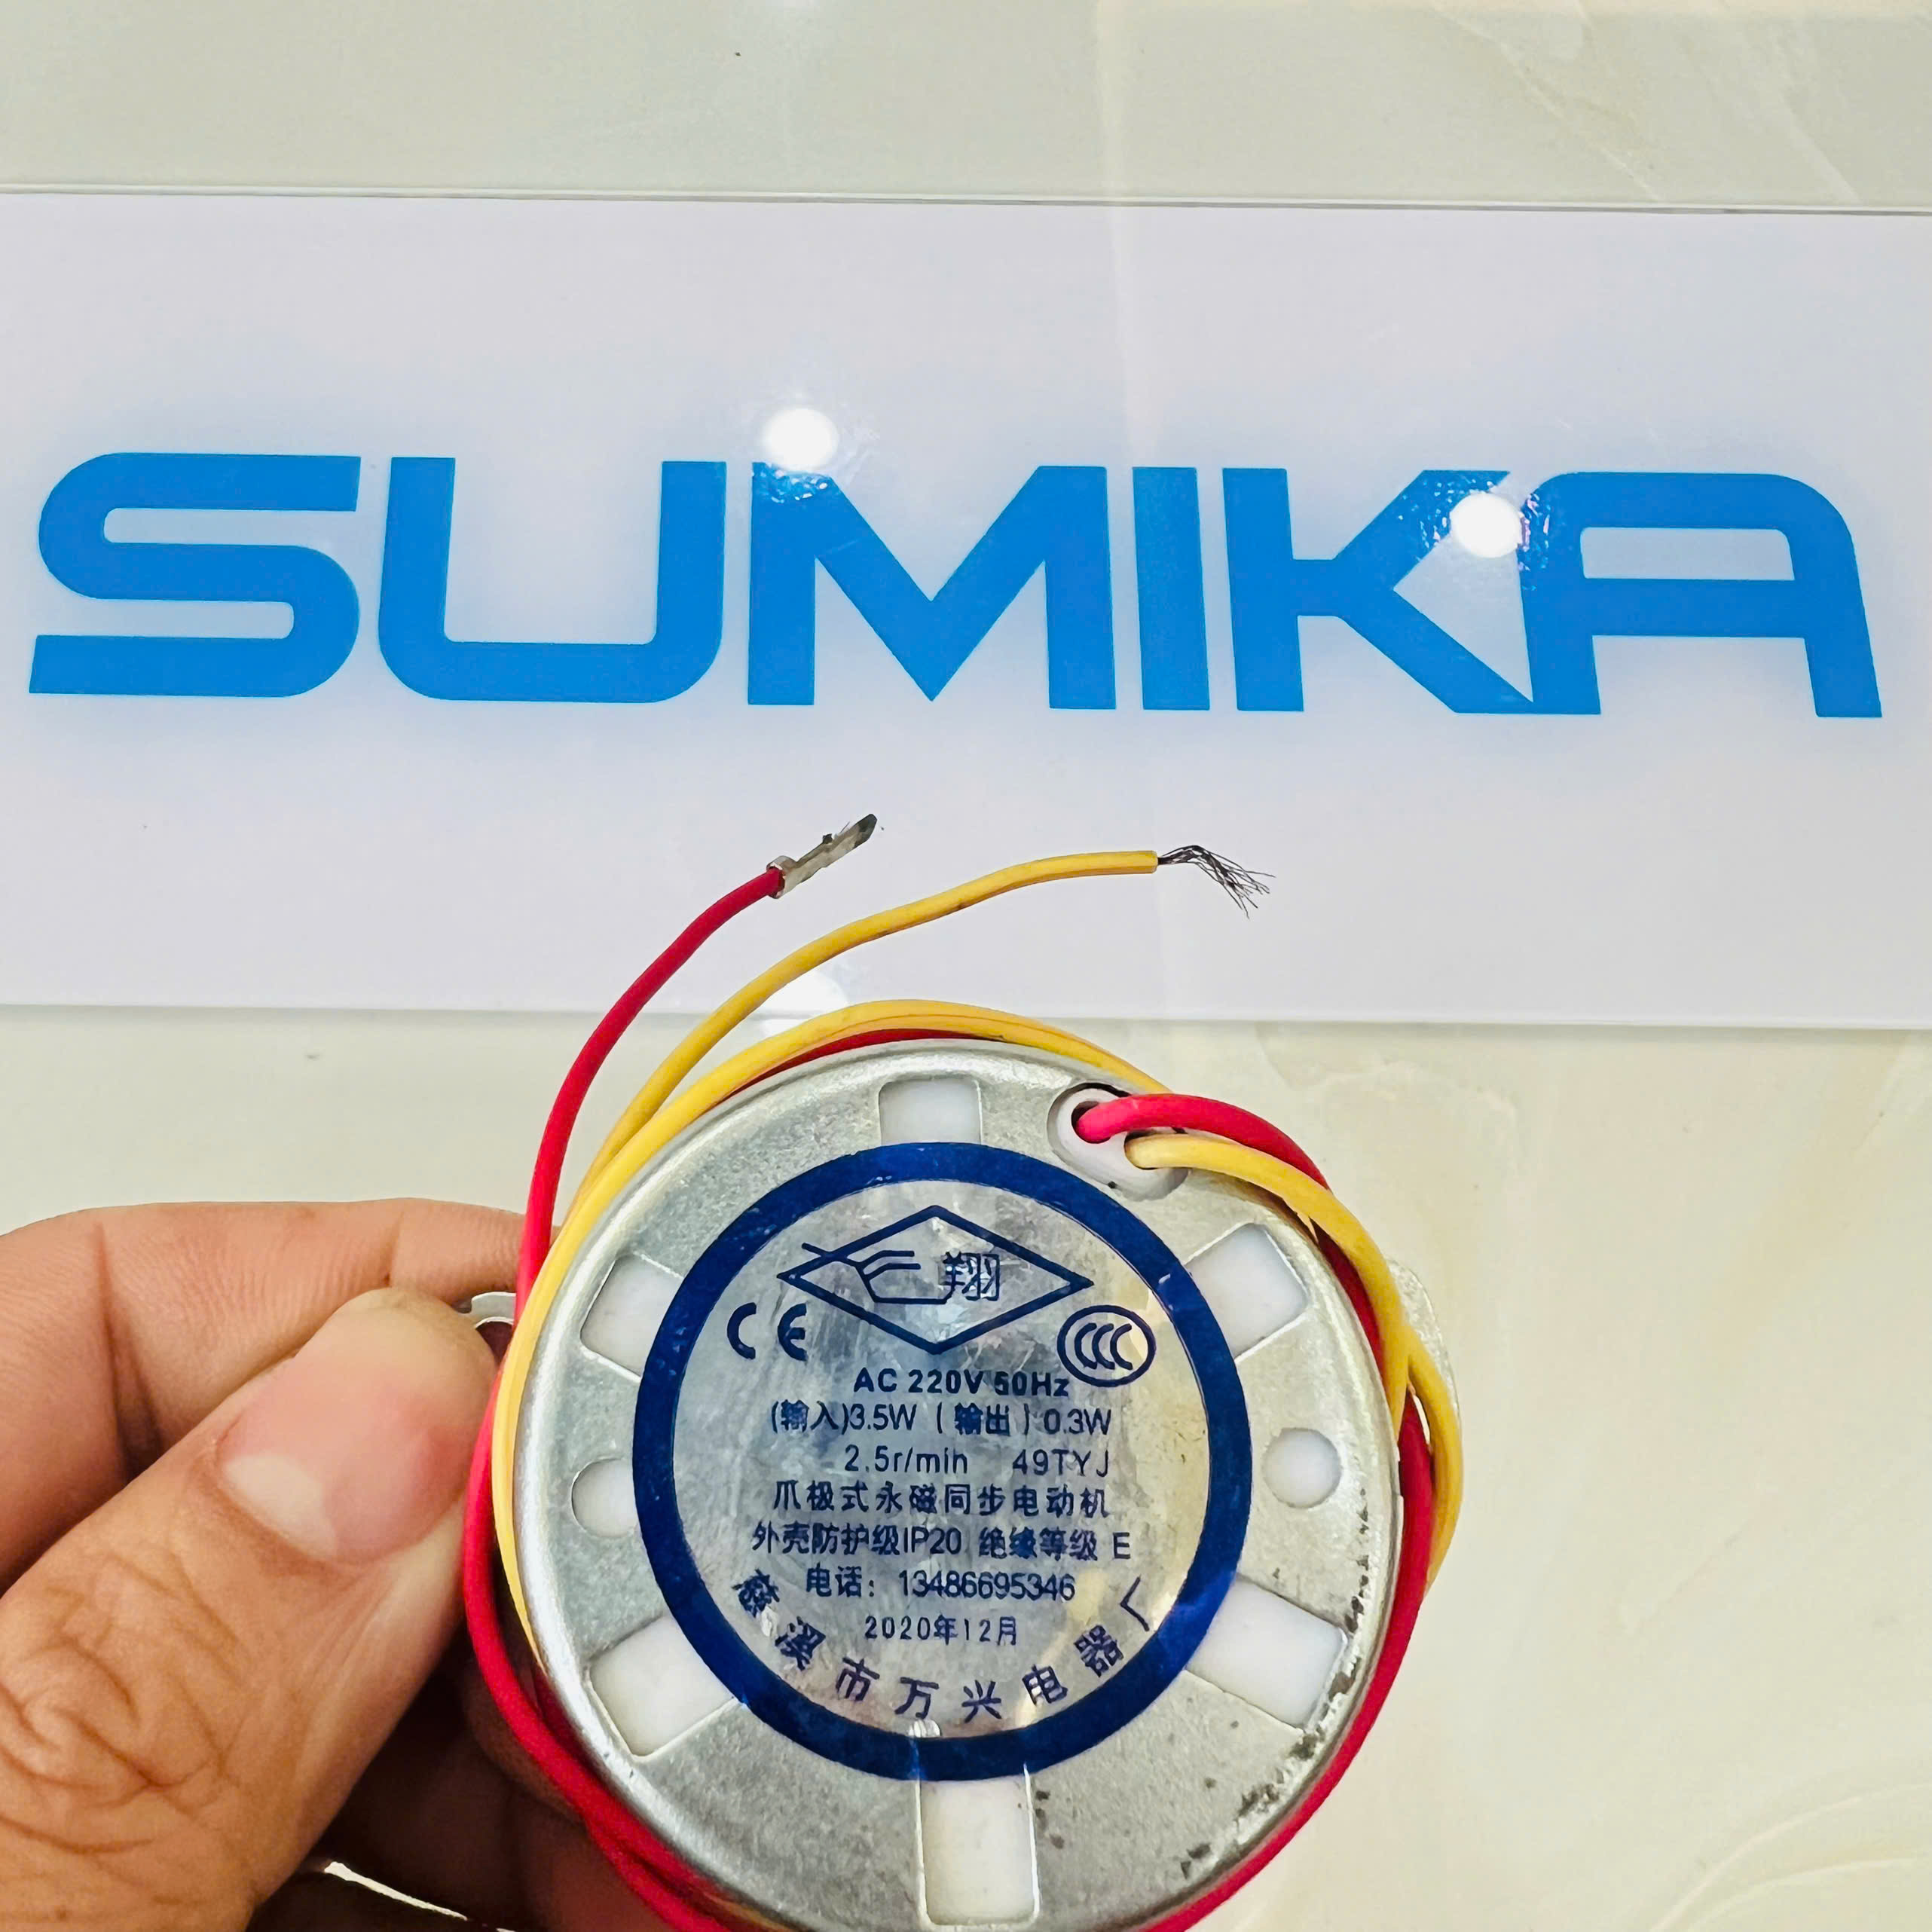 SUMIKA
翔
CE
CCC
AC 220V 50Hz
(输入)3.5W (输出) 0.3W
2.5r/min 49TYJ
爪极式永磁同步电动机
外壳防护级IP20 绝缘等级 E
电话：13486695346
2020年12月
慈溪市万兴电器厂